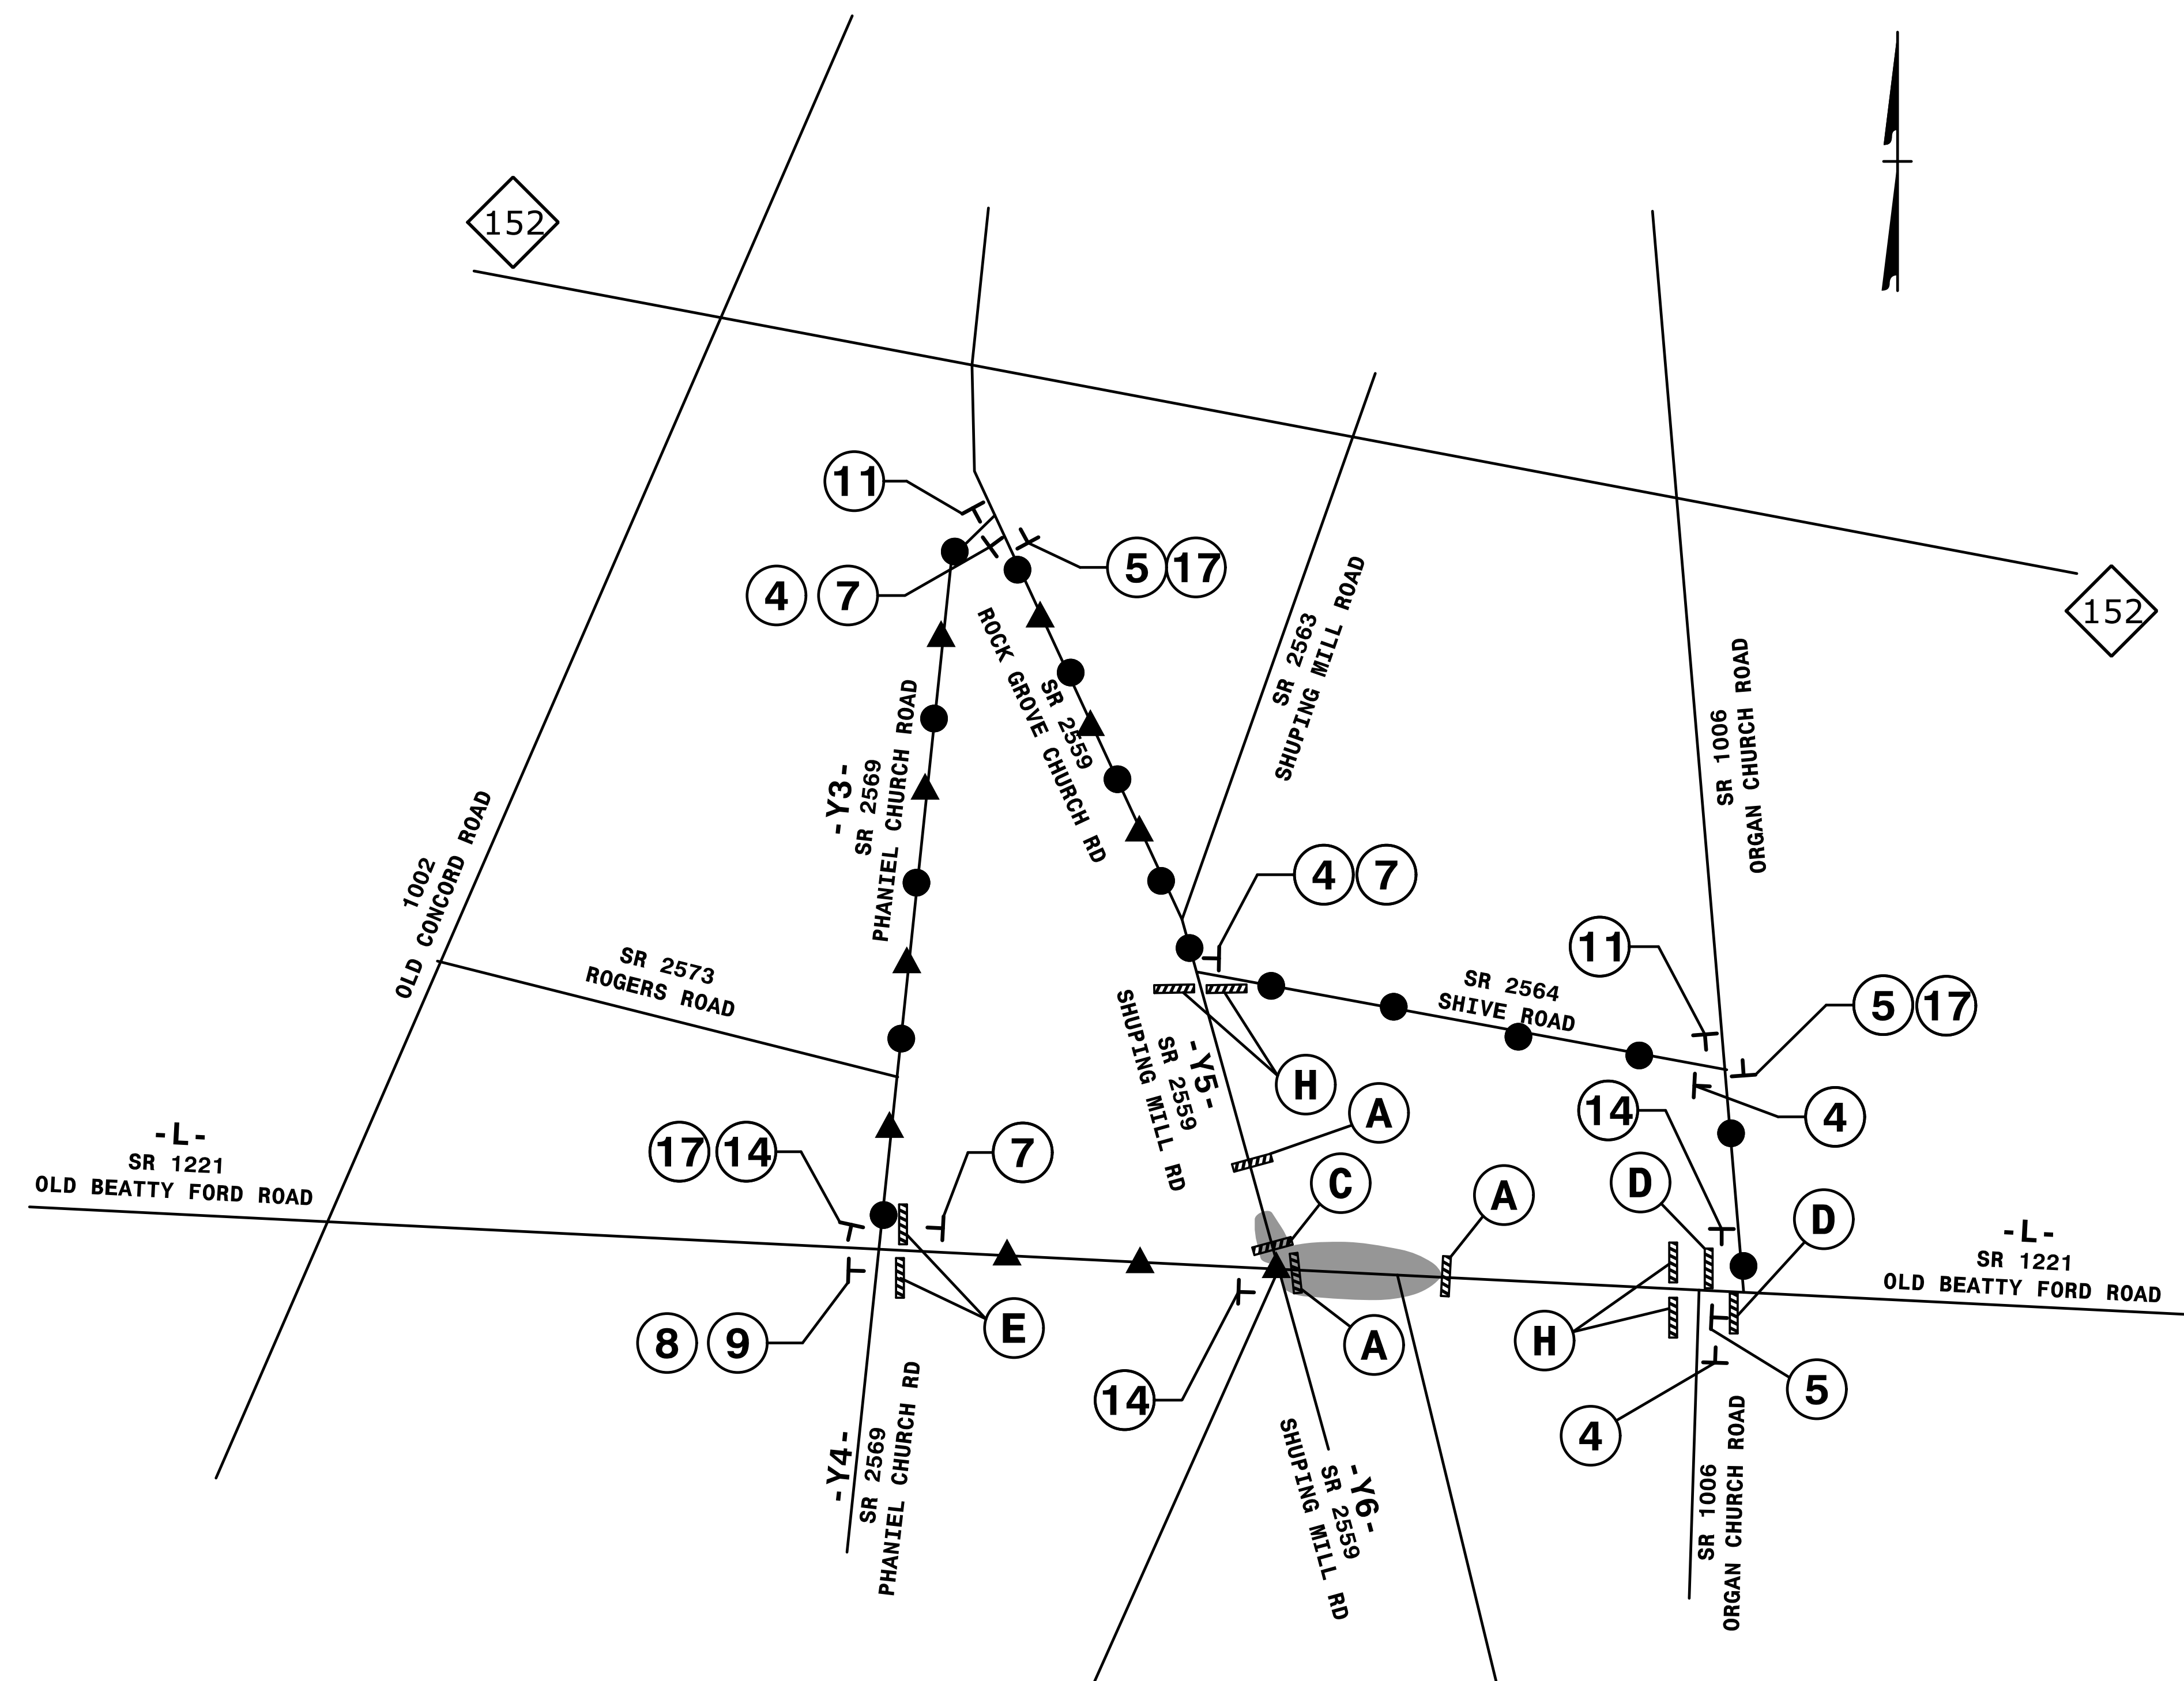 152
152
11
4 7
5 17
ROCK GROVE CHURCH RD
SR 2559
SR 2563
SHUPING MILL ROAD
SR 1006
ORGAN CHURCH ROAD
-Y3-
SR 2569
PHANIEL CHURCH ROAD
1002
OLD CONCORD ROAD
SR 2573
ROGERS ROAD
4 7
11
SR 2564
SHIVE ROAD
5 17
-Y5-
SR 2559
SHUPING MILL RD
H
A
14
4
-L-
SR 1221
OLD BEATTY FORD ROAD
17 14
7
C
A
D
D
-L-
SR 1221
OLD BEATTY FORD ROAD
8 9
E
A
H
14
5
4
-Y4-
SR 2569
PHANIEL CHURCH RD
-Y6-
SR 2559
SHUPING MILL RD
SR 1006
ORGAN CHURCH ROAD